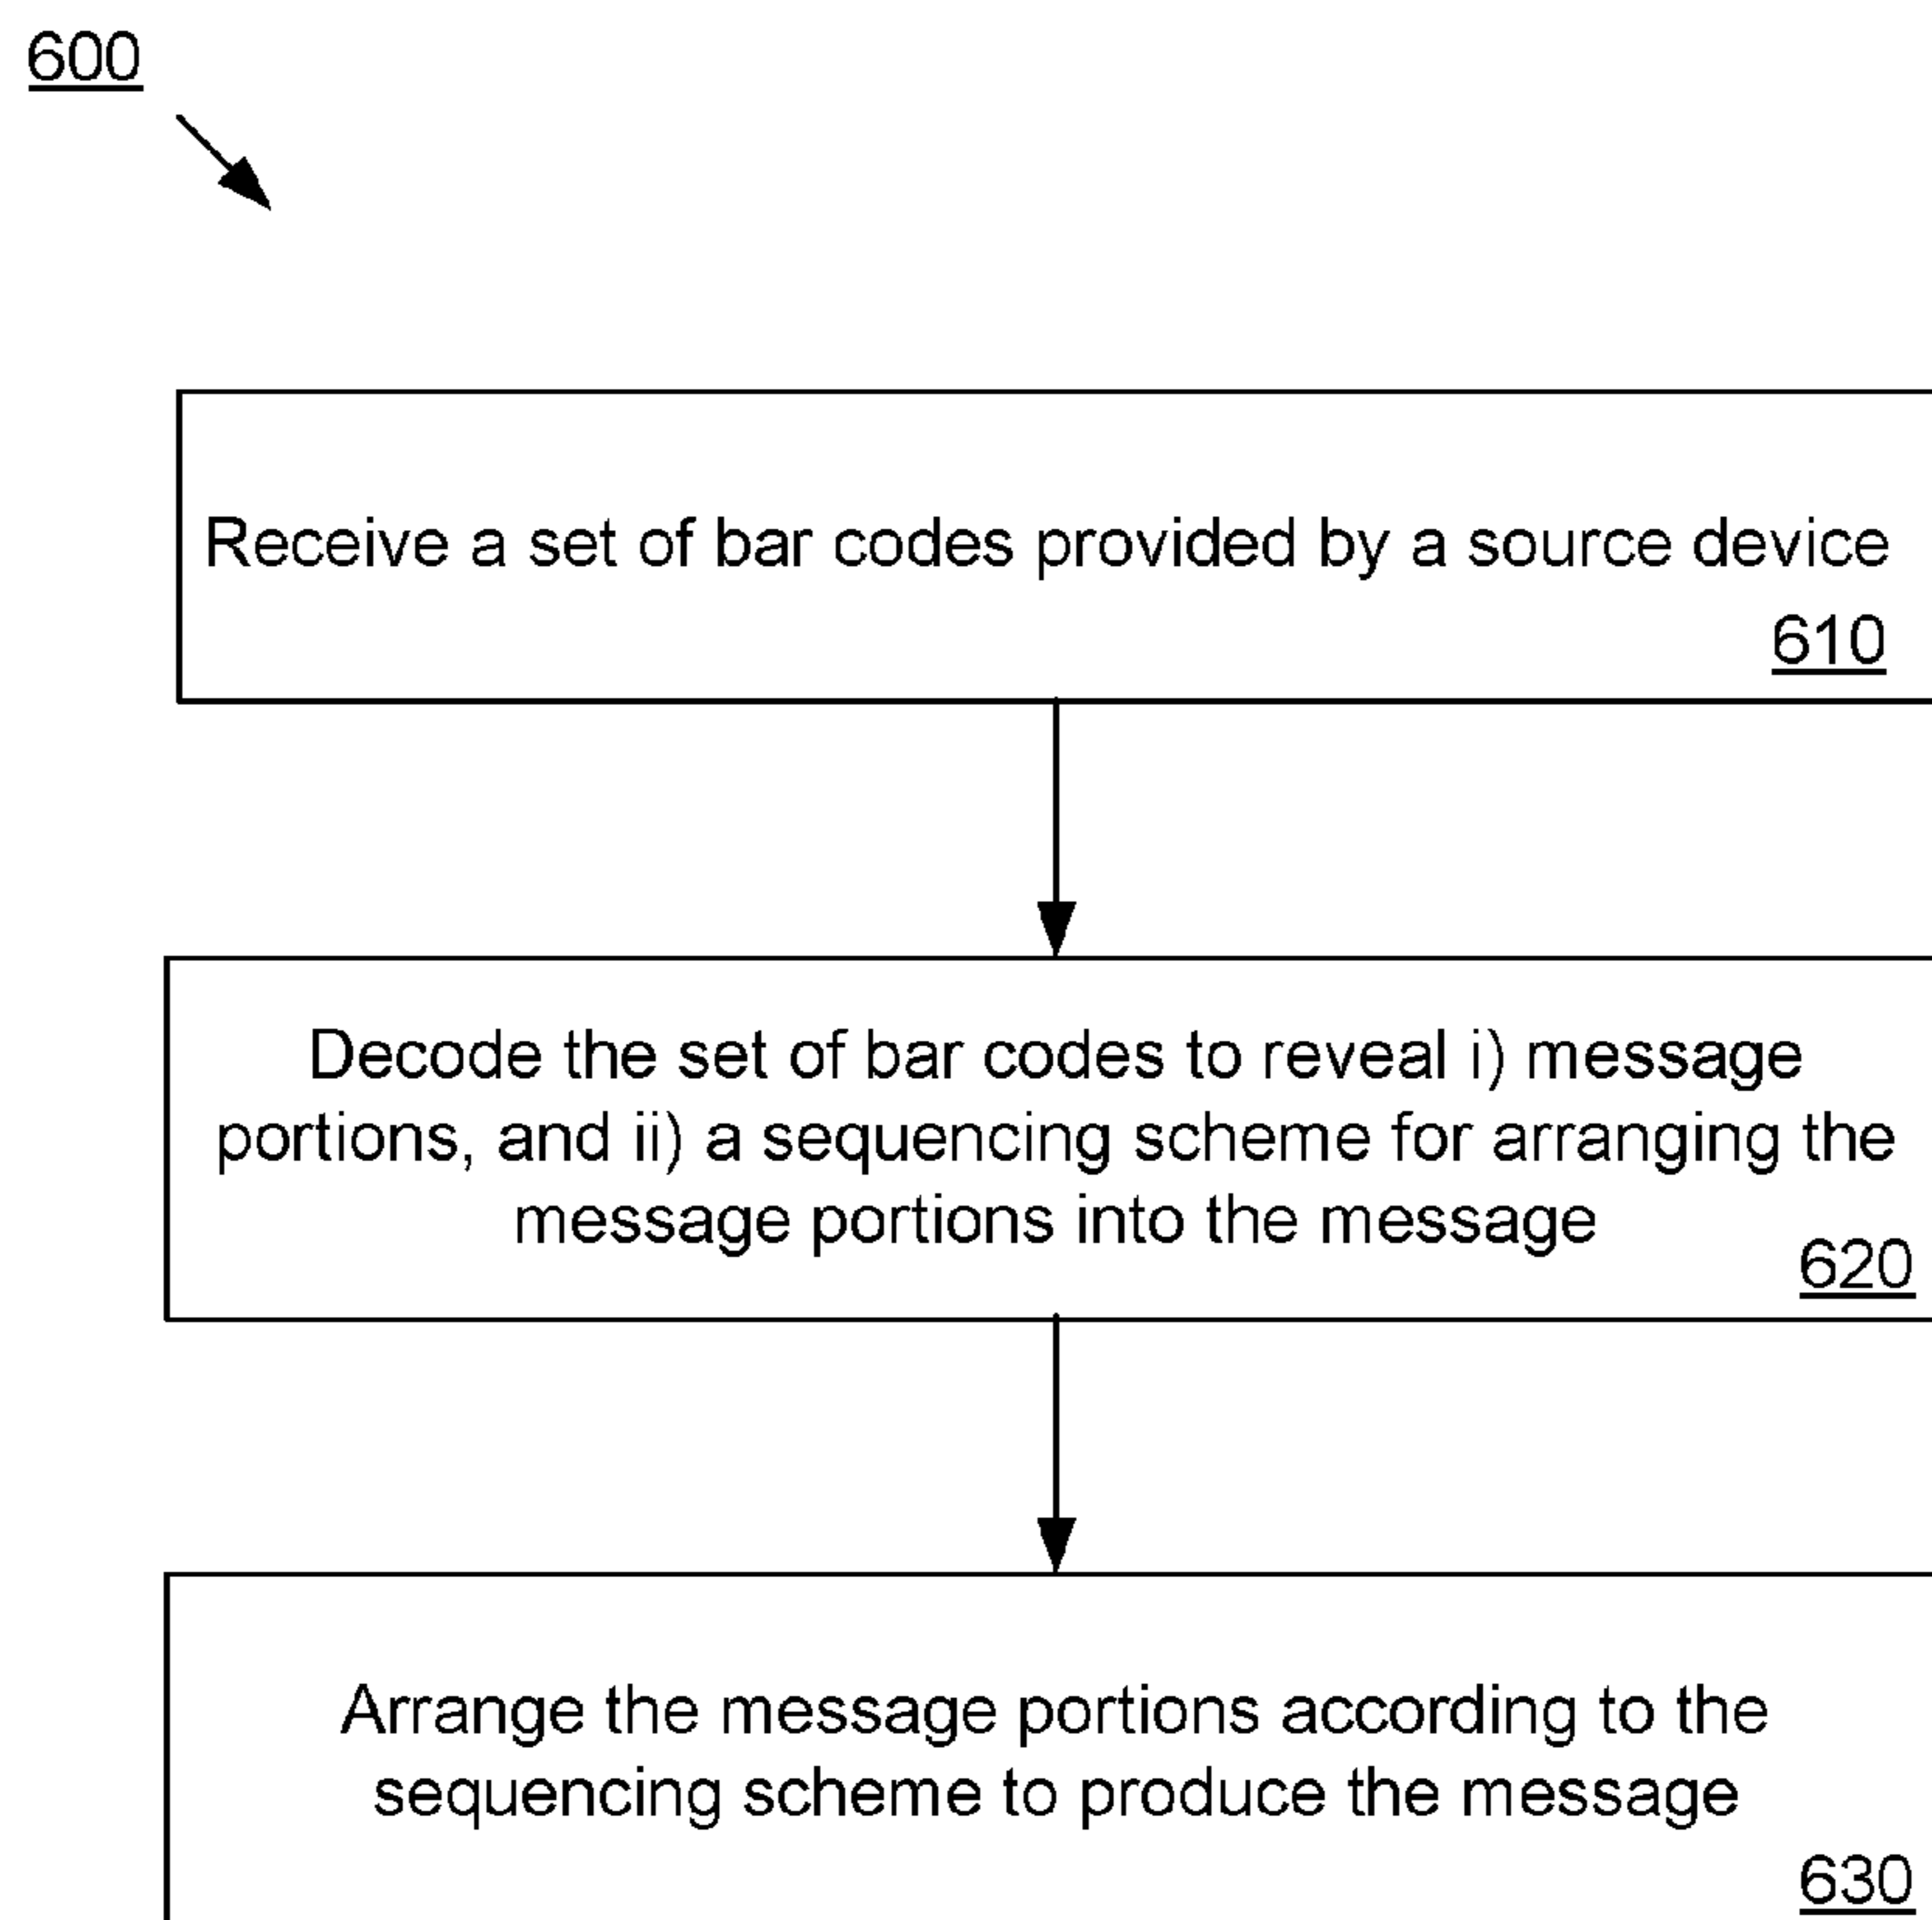 600
Receive a set of bar codes provided by a source device
610
Decode the set of bar codes to reveal i) message
portions, and ii) a sequencing scheme for arranging the
message portions into the message
620
Arrange the message portions according to the
sequencing scheme to produce the message
630